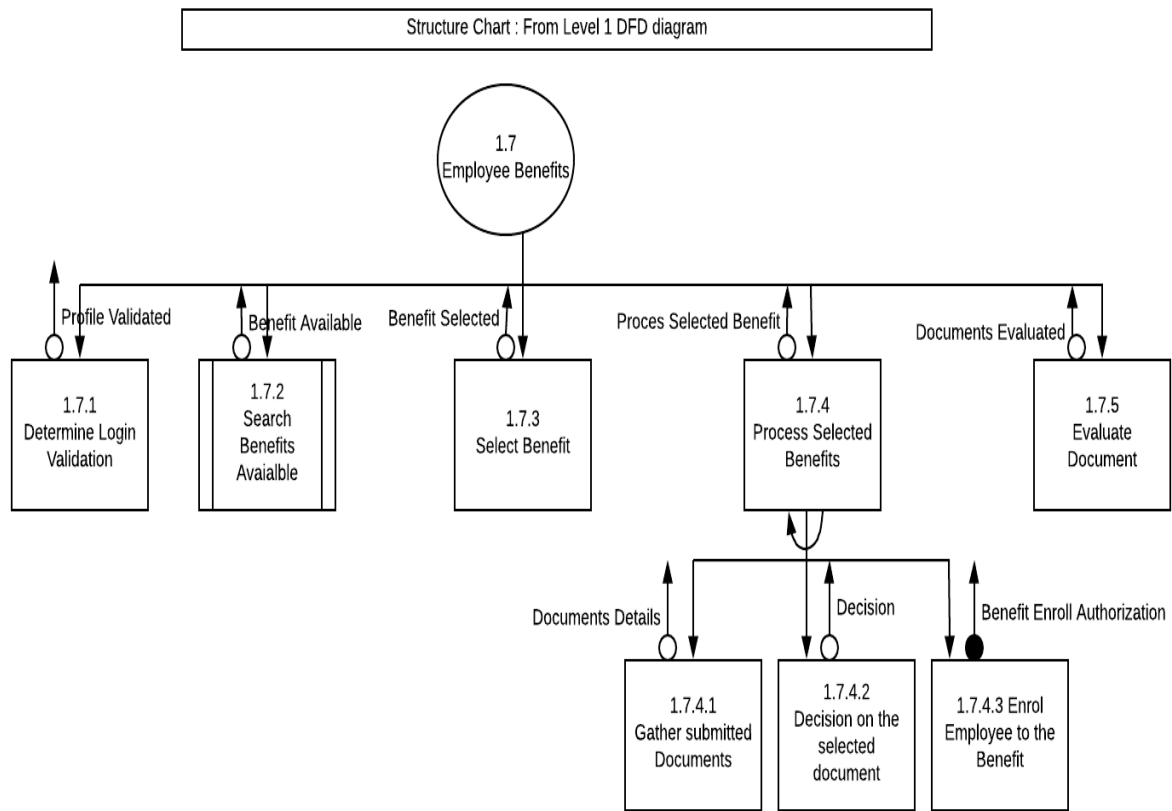 Structure Chart : From Level 1 DFD diagram
1.7
Employee Benefits
Profile Validated
Benefit Available
Benefit Selected
Proces Selected Benefit
Documents Evaluated
1.7.1
Determine Login
Validation
1.7.2
Search
Benefits
Avaialble
1.7.3
Select Benefit
1.7.4
Process Selected
Benefits
1.7.5
Evaluate
Document
Documents Details
Decision
Benefit Enroll Authorization
1.7.4.1
Gather submitted
Documents
1.7.4.2
Decision on the
selected
document
1.7.4.3 Enrol
Employee to the
Benefit